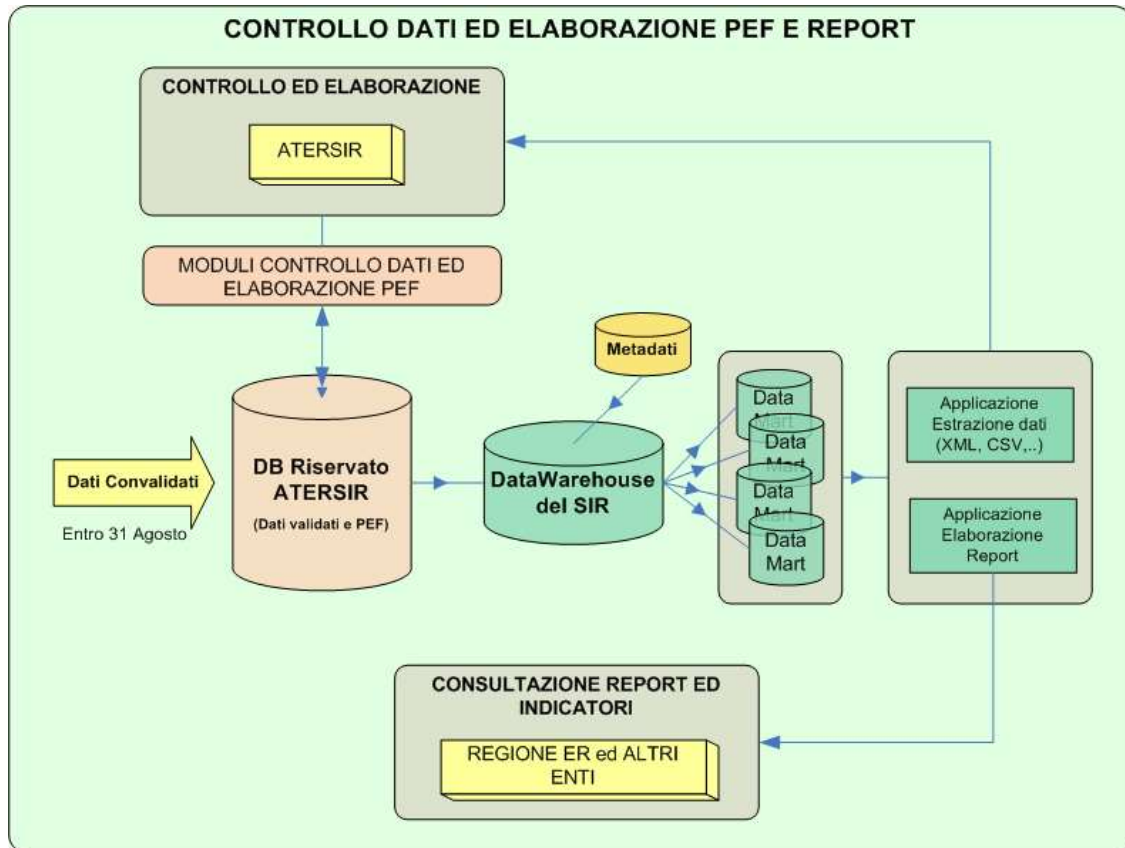 CONTROLLO DATI ED ELABORAZIONE PEF E REPORT
CONTROLLO ED ELABORAZIONE
ATERSIR
MODULI CONTROLLO DATI ED
ELABORAZIONE PEF
Metadati
Dati Convalidati
Entro 31 Agosto
DB Riservato
ATERSIR
(Dati validati e PEF)
DataWarehouse
del SIR
Data
Mart
Data
Mart
Data
Mart
Data
Mart
Applicazione
Estrazione dati
(XML, CSV,..)
Applicazione
Elaborazione
Report
CONSULTAZIONE REPORT ED
INDICATORI
REGIONE ER ed ALTRI
ENTI